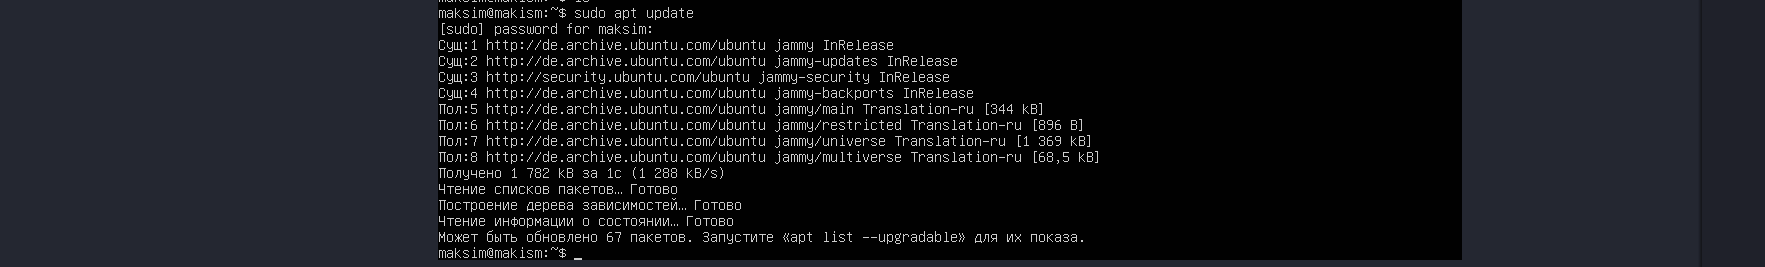 maksim@makism:~$ sudo apt update
[sudo] password for maksim:
Сущ:1 http://de.archive.ubuntu.com/ubuntu jammy InRelease
Сущ:2 http://de.archive.ubuntu.com/ubuntu jammy-updates InRelease
Сущ:3 http://security.ubuntu.com/ubuntu jammy-security InRelease
Сущ:4 http://de.archive.ubuntu.com/ubuntu jammy-backports InRelease
Пол:5 http://de.archive.ubuntu.com/ubuntu jammy/main Translation-ru [344 kB]
Пол:6 http://de.archive.ubuntu.com/ubuntu jammy/restricted Translation-ru [896 B]
Пол:7 http://de.archive.ubuntu.com/ubuntu jammy/universe Translation-ru [1 369 kB]
Пол:8 http://de.archive.ubuntu.com/ubuntu jammy/multiverse Translation-ru [68,5 kB]
Получено 1 782 kB за 1с (1 288 kB/s)
Чтение списков пакетов… Готово
Построение дерева зависимостей… Готово
Чтение информации о состоянии… Готово
Может быть обновлено 67 пакетов. Запустите «apt list --upgradable» для их показа.
maksim@makism:~$ _